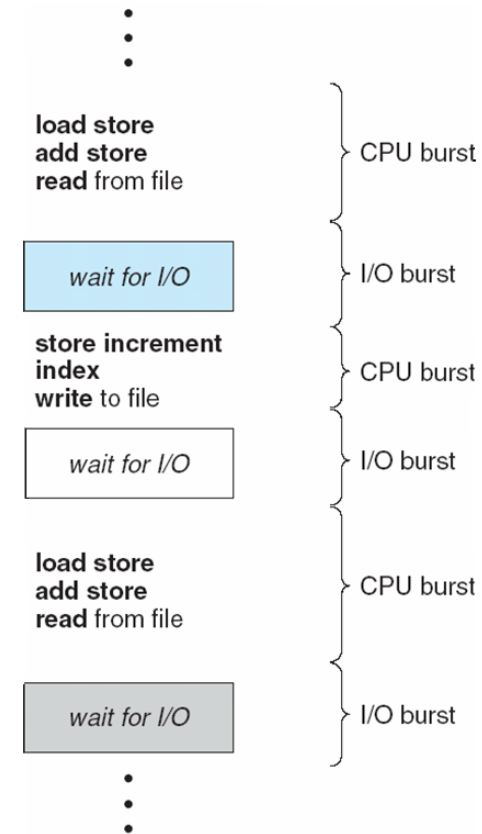 load store
add store
read from file
CPU burst
wait for I/O
I/O burst
store increment
index
write to file
CPU burst
wait for I/O
I/O burst
load store
add store
read from file
CPU burst
wait for I/O
I/O burst